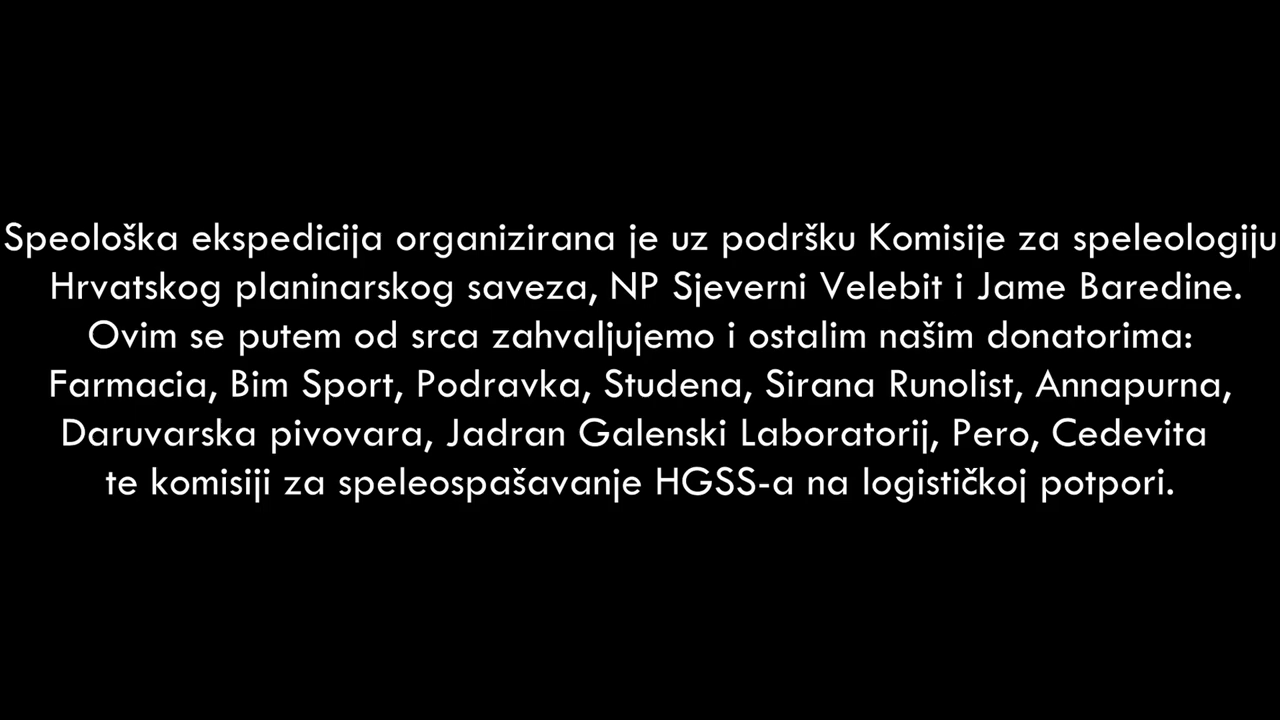 Speološka ekspedicija organizirana je uz podršku Komisije za speleologiju
Hrvatskog planinarskog saveza, NP Sjeverni Velebit i Jame Baredine.
Ovim se putem od srca zahvaljujemo i ostalim našim donatorima:
Farmacia, Bim Sport, Podravka, Studena, Sirana Runolist, Annapurna,
Daruvarska pivovara, Jadran Galenski Laboratorij, Pero, Cedevita
te komisiji za speleospašavanje HGSS-a na logističkoj potpori.